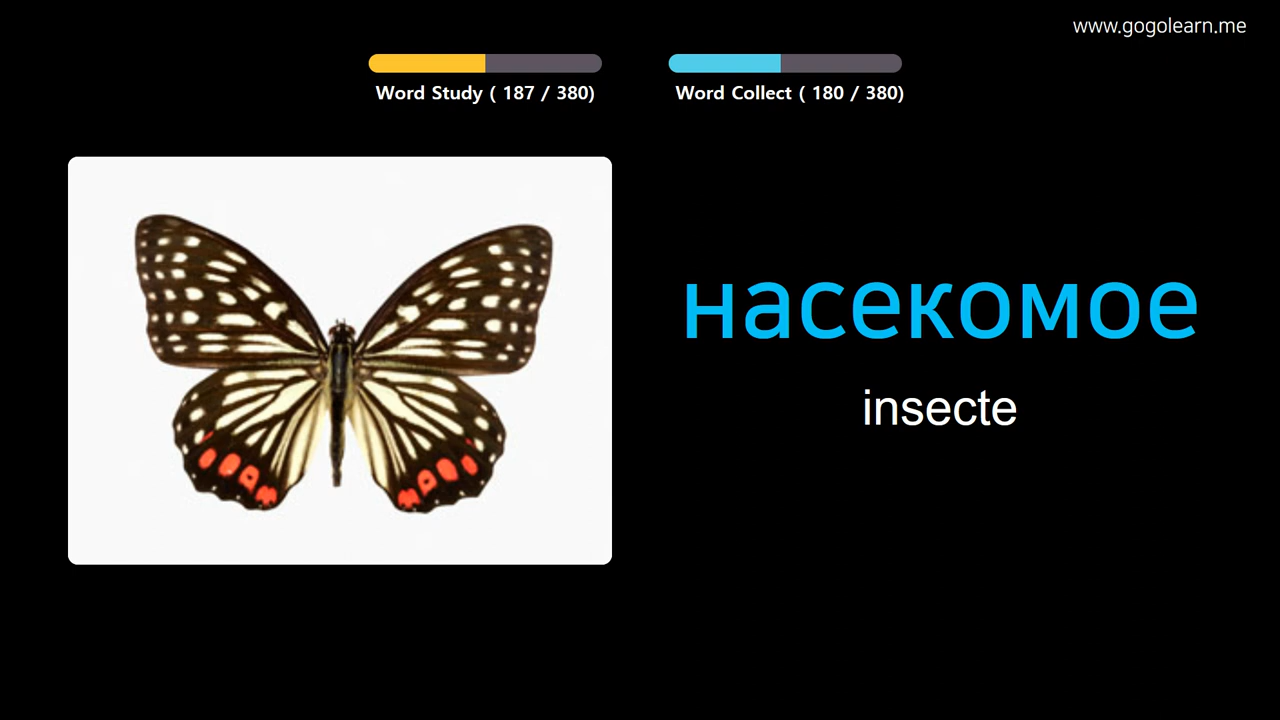 www.gogolearn.me
Word Study ( 187 / 380)
Word Collect ( 180 / 380)
насекомое
insecte